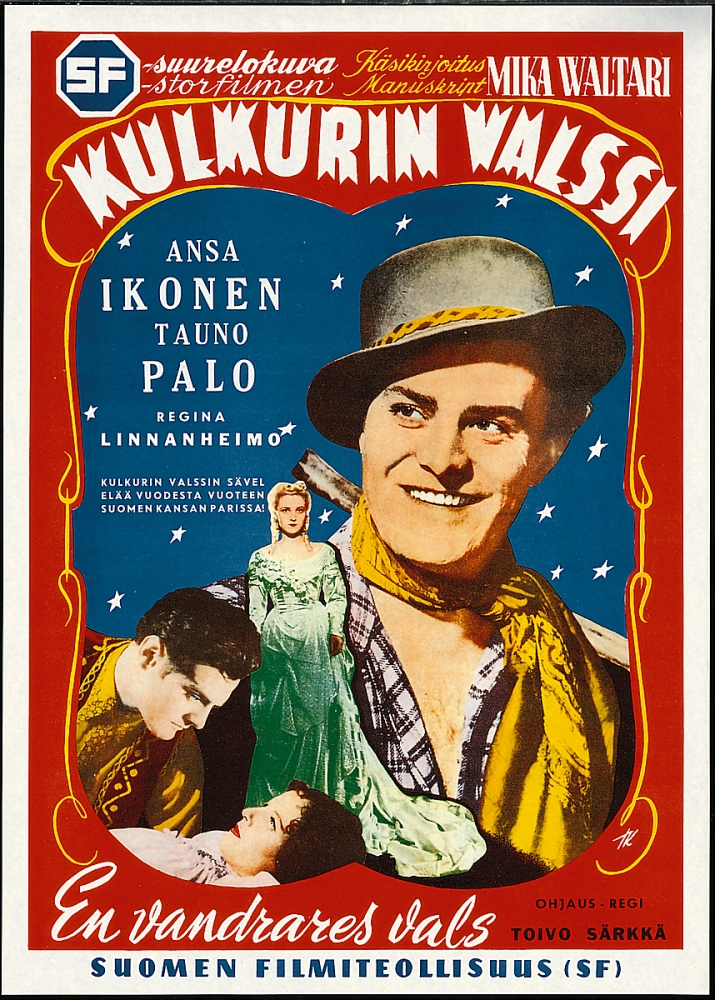 SF
-suurelokuva
-storfilmen
Käsikirjoitus
Manuskript
MIKA WALTARI
KULKURIN VALSSI
ANSA
IKONEN
TAUNO
PALO
REGINA
LINNANHEIMO
KULKURIN VALSSIN SÄVEL
ELÄÄ VUODESTA VUOTEEN
SUOMEN KANSAN PARISSA!
TK
En vandrares vals
OHJAUS - REGI
TOIVO SÄRKKÄ
SUOMEN FILMITEOLLISUUS (SF)